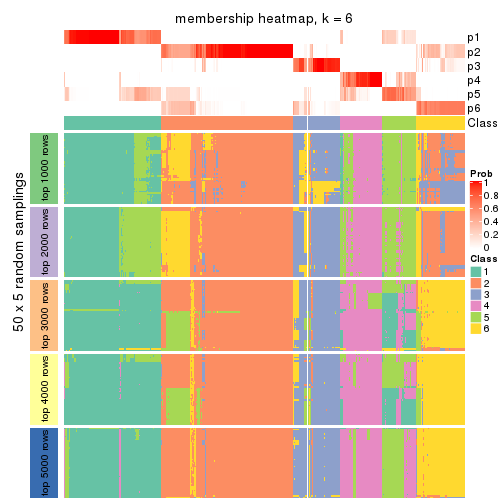 membership heatmap, k = 6
p1
p2
p3
p4
p5
p6
Class
50 x 5 random samplings
top 1000 rows
top 2000 rows
top 3000 rows
top 4000 rows
top 5000 rows
Prob
1
0.8
0.6
0.4
0.2
0
Class
1
2
3
4
5
6